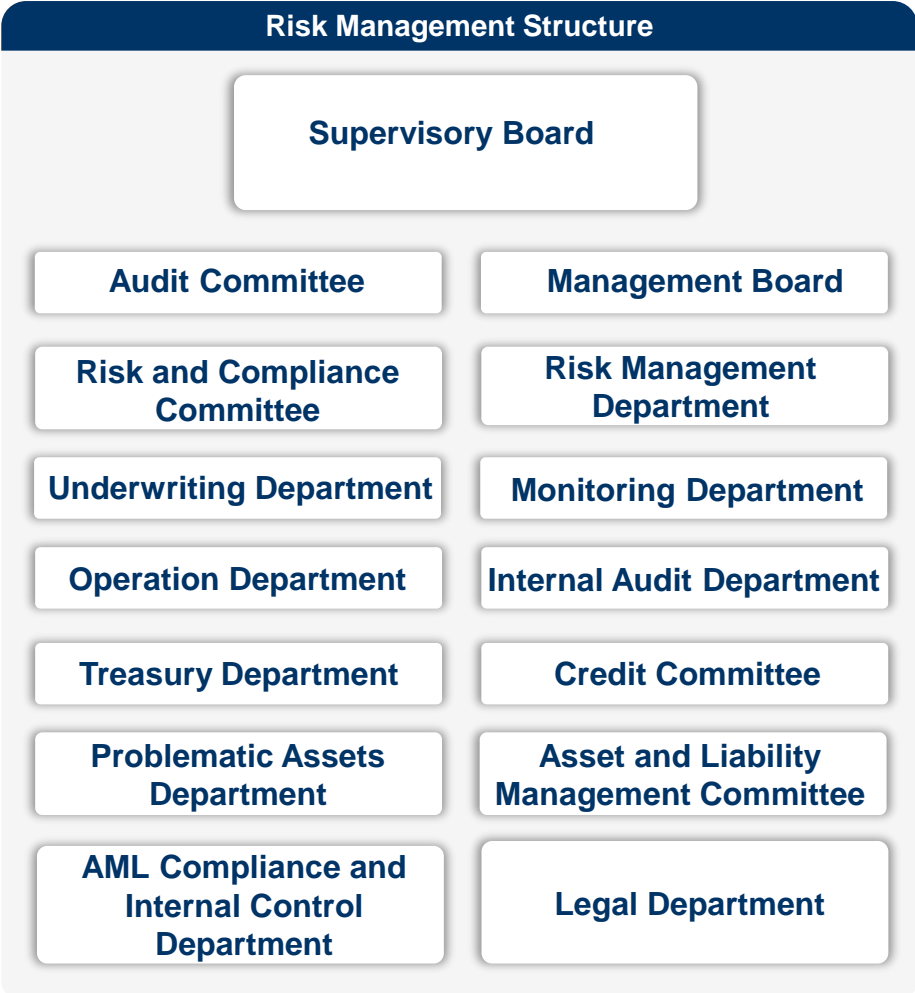 Risk Management Structure
Supervisory Board
Audit Committee
Management Board
Risk and Compliance
Committee
Risk Management
Department
Underwriting Department
Monitoring Department
Operation Department
Internal Audit Department
Treasury Department
Credit Committee
Problematic Assets
Department
Asset and Liability
Management Committee
AML Compliance and
Internal Control
Department
Legal Department